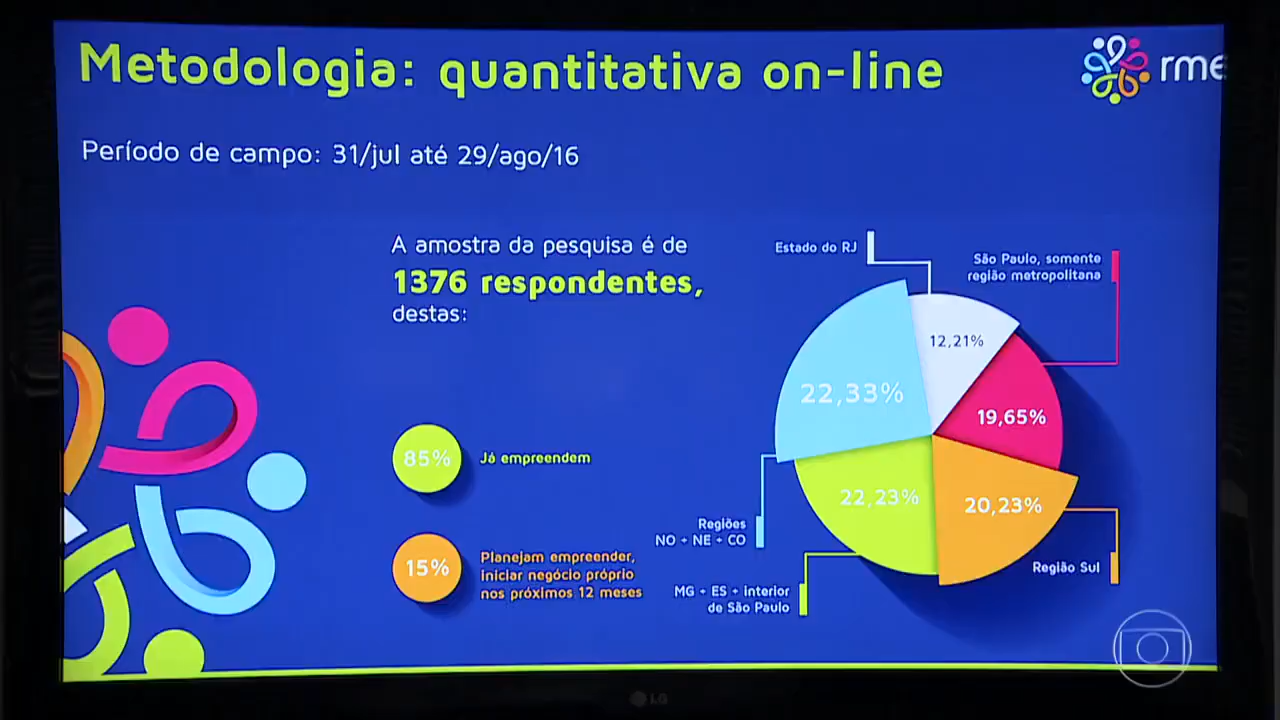 Metodologia: quantitativa on-line
rme
Período de campo: 31/jul até 29/ago/16
A amostra da pesquisa é de
1376 respondentes,
destas:
85%
Já empreendem
15%
Planejam empreender,
iniciar negócio próprio
nos próximos 12 meses
Estado do RJ
São Paulo, somente
região metropolitana
12,21%
22,33%
19,65%
22,23%
20,23%
Regiões
NO + NE + CO
Região Sul
MG + ES + interior
de São Paulo
LG